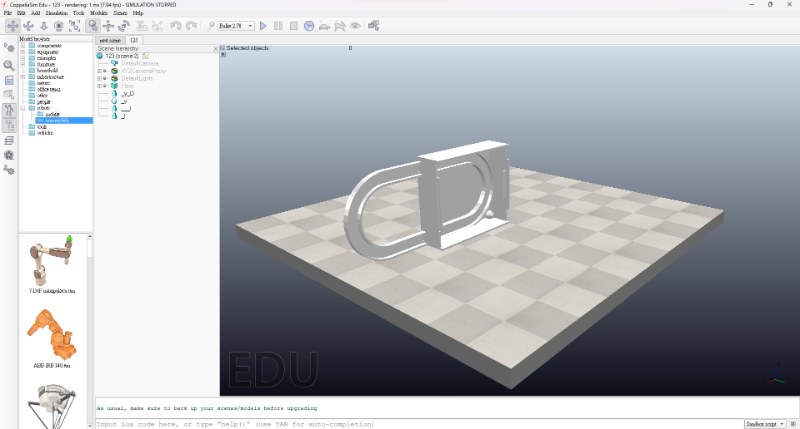 CoppeliaSim Edu - 123 - rendering: 1 ms (7.94 fps) - SIMULATION STOPPED
File Edit Add Simulation Tools Modules Scenes Help
Bullet 2.78
Model browser
new scene 123
components
equipment
examples
furniture
household
infrastructure
nature
office items
other
people
robots
mobile
non-mobile
tools
vehicles
Scene hierarchy
123 (scene 2)
DefaultCamera
XYZCameraProxy
DefaultLights
Floor
Selected objects: 0
7 DoF manipulator.ttm
ABB IRB 140.ttm
EDU
As usual, make sure to back up your scenes/models before upgrading
Input Lua code here, or type "help()" (use TAB for auto-completion)
Sandbox script